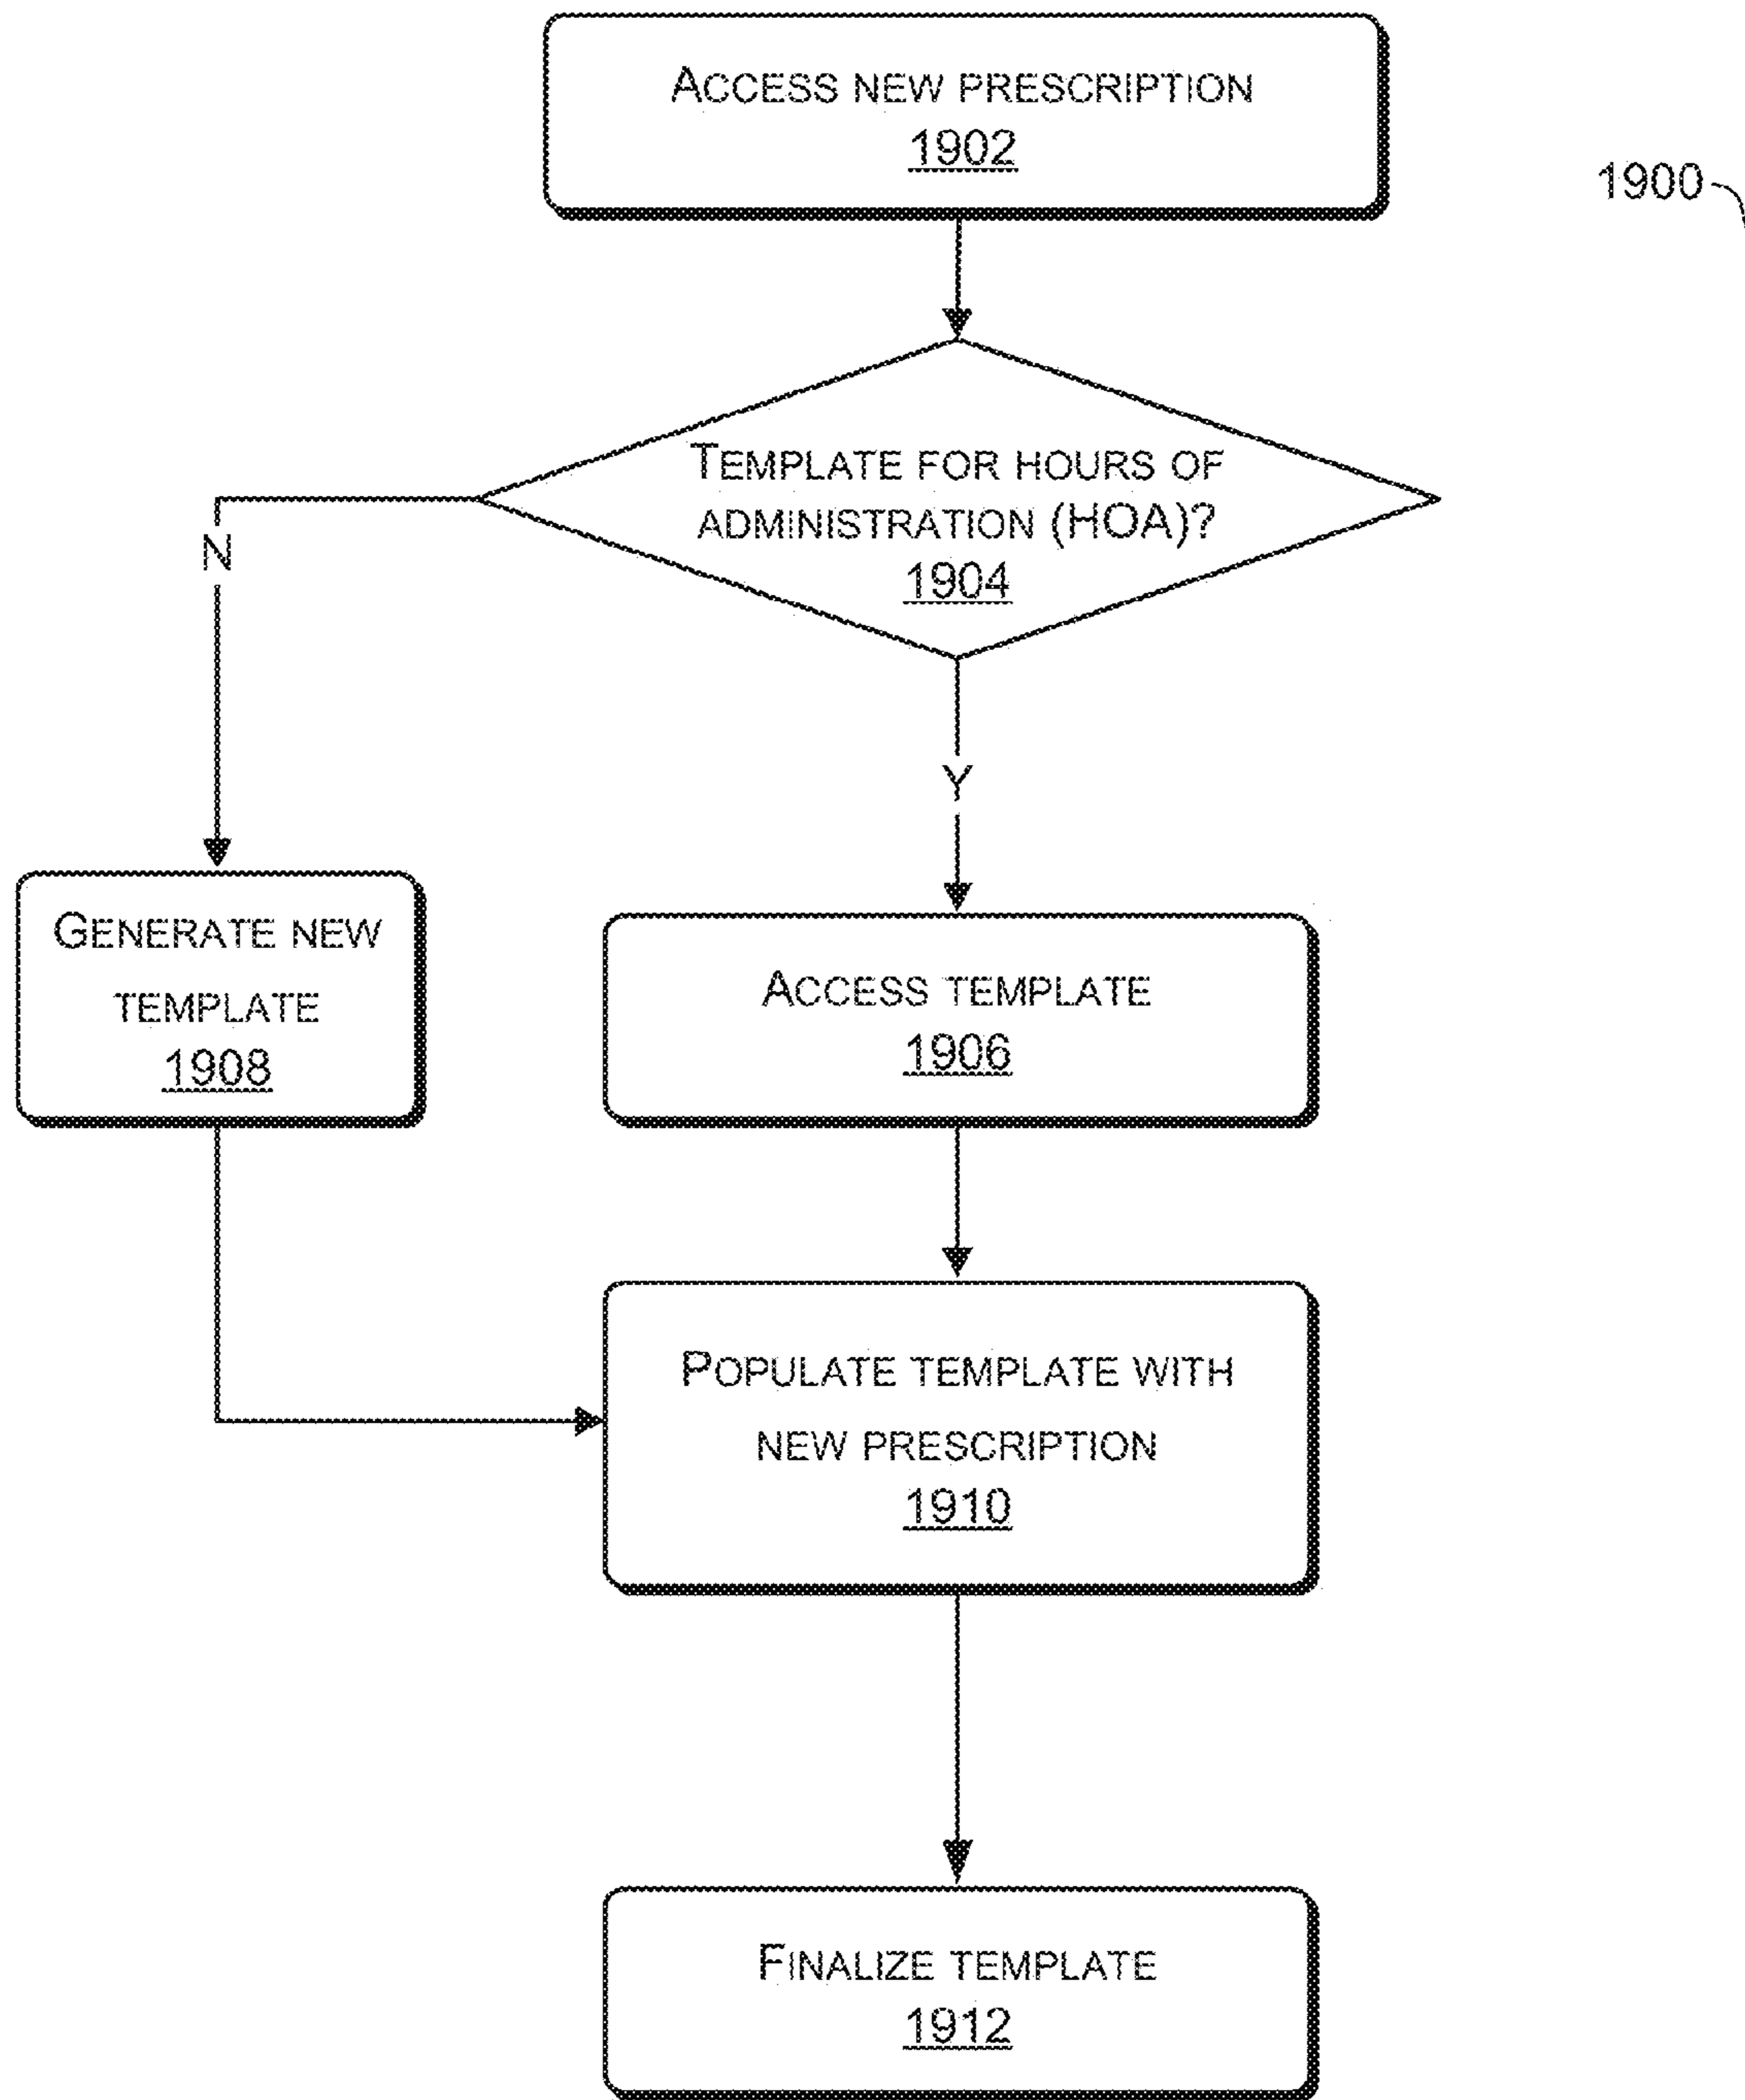 ACCESS NEW PRESCRIPTION
1902
1900
TEMPLATE FOR HOURS OF
ADMINISTRATION (HOA)?
1904
N
Y
GENERATE NEW
TEMPLATE
1908
ACCESS TEMPLATE
1906
POPULATE TEMPLATE WITH
NEW PRESCRIPTION
1910
FINALIZE TEMPLATE
1912